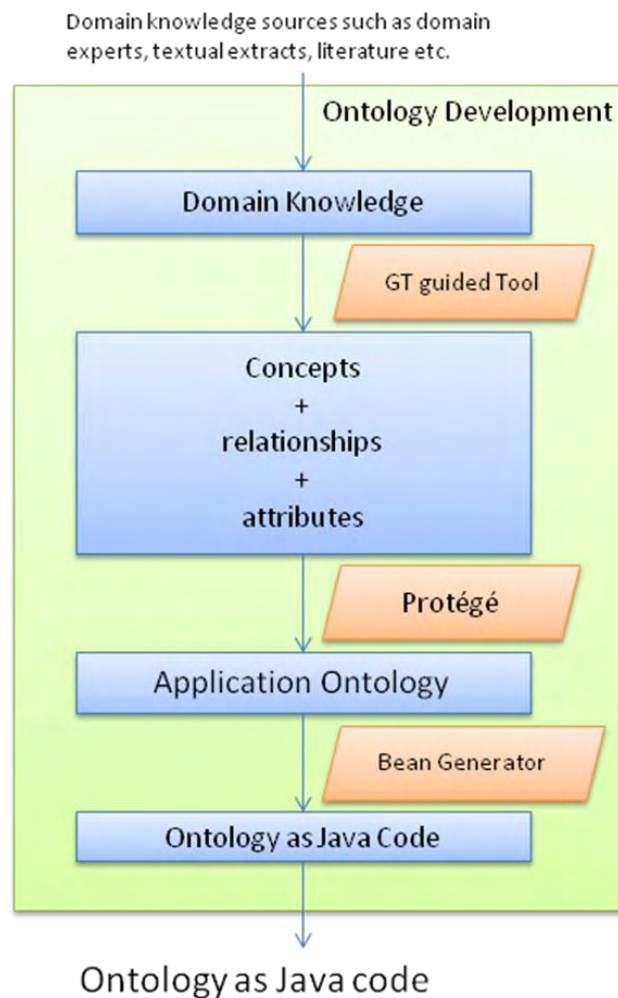 Domain knowledge sources such as domain
experts, textual extracts, literature etc.
Ontology Development
Domain Knowledge
GT guided Tool
Concepts
+
relationships
+
attributes
Protégé
Application Ontology
Bean Generator
Ontology as Java Code
Ontology as Java code